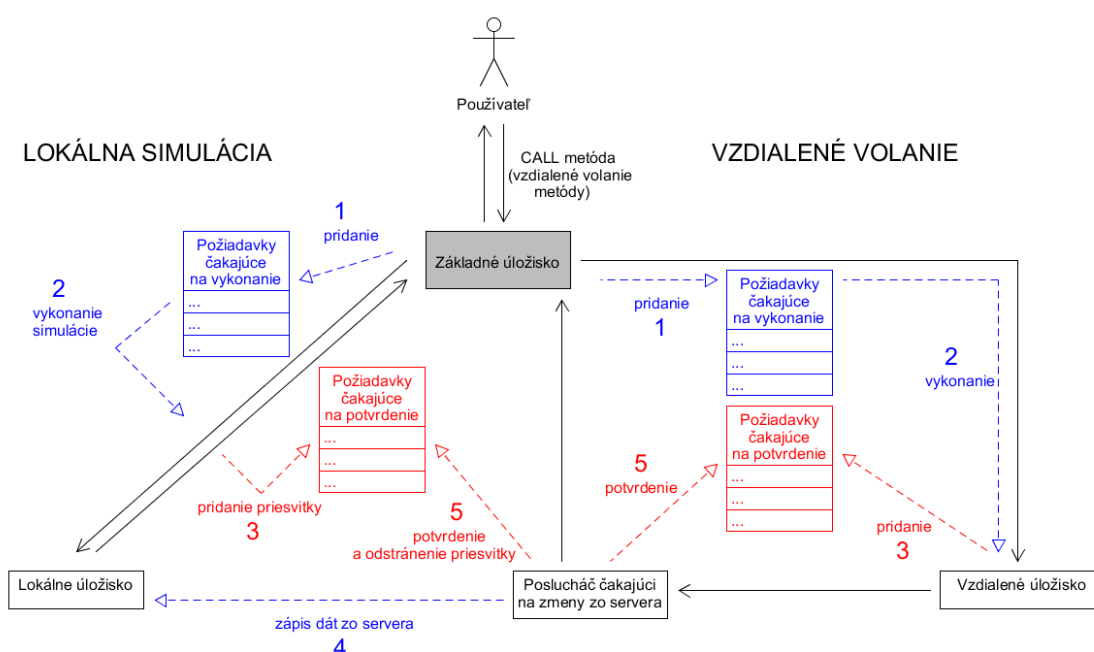 Používateľ
LOKÁLNA SIMULÁCIA
VZDIALENÉ VOLANIE
CALL metóda
(vzdialené volanie
metódy)
1
pridanie
Požiadavky
čakajúce
na vykonanie
...
...
...
2
vykonanie
simulácie
Základné úložisko
pridanie
1
Požiadavky
čakajúce
na vykonanie
...
...
...
2
vykonanie
Požiadavky
čakajúce
na potvrdenie
...
...
...
pridanie priesvitky
3
5
potvrdenie
a odstránenie priesvitky
Požiadavky
čakajúce
na potvrdenie
...
...
...
5
potvrdenie
pridanie
3
Lokálne úložisko
Poslucháč čakajúci
na zmeny zo servera
Vzdialené úložisko
zápis dát zo servera
4